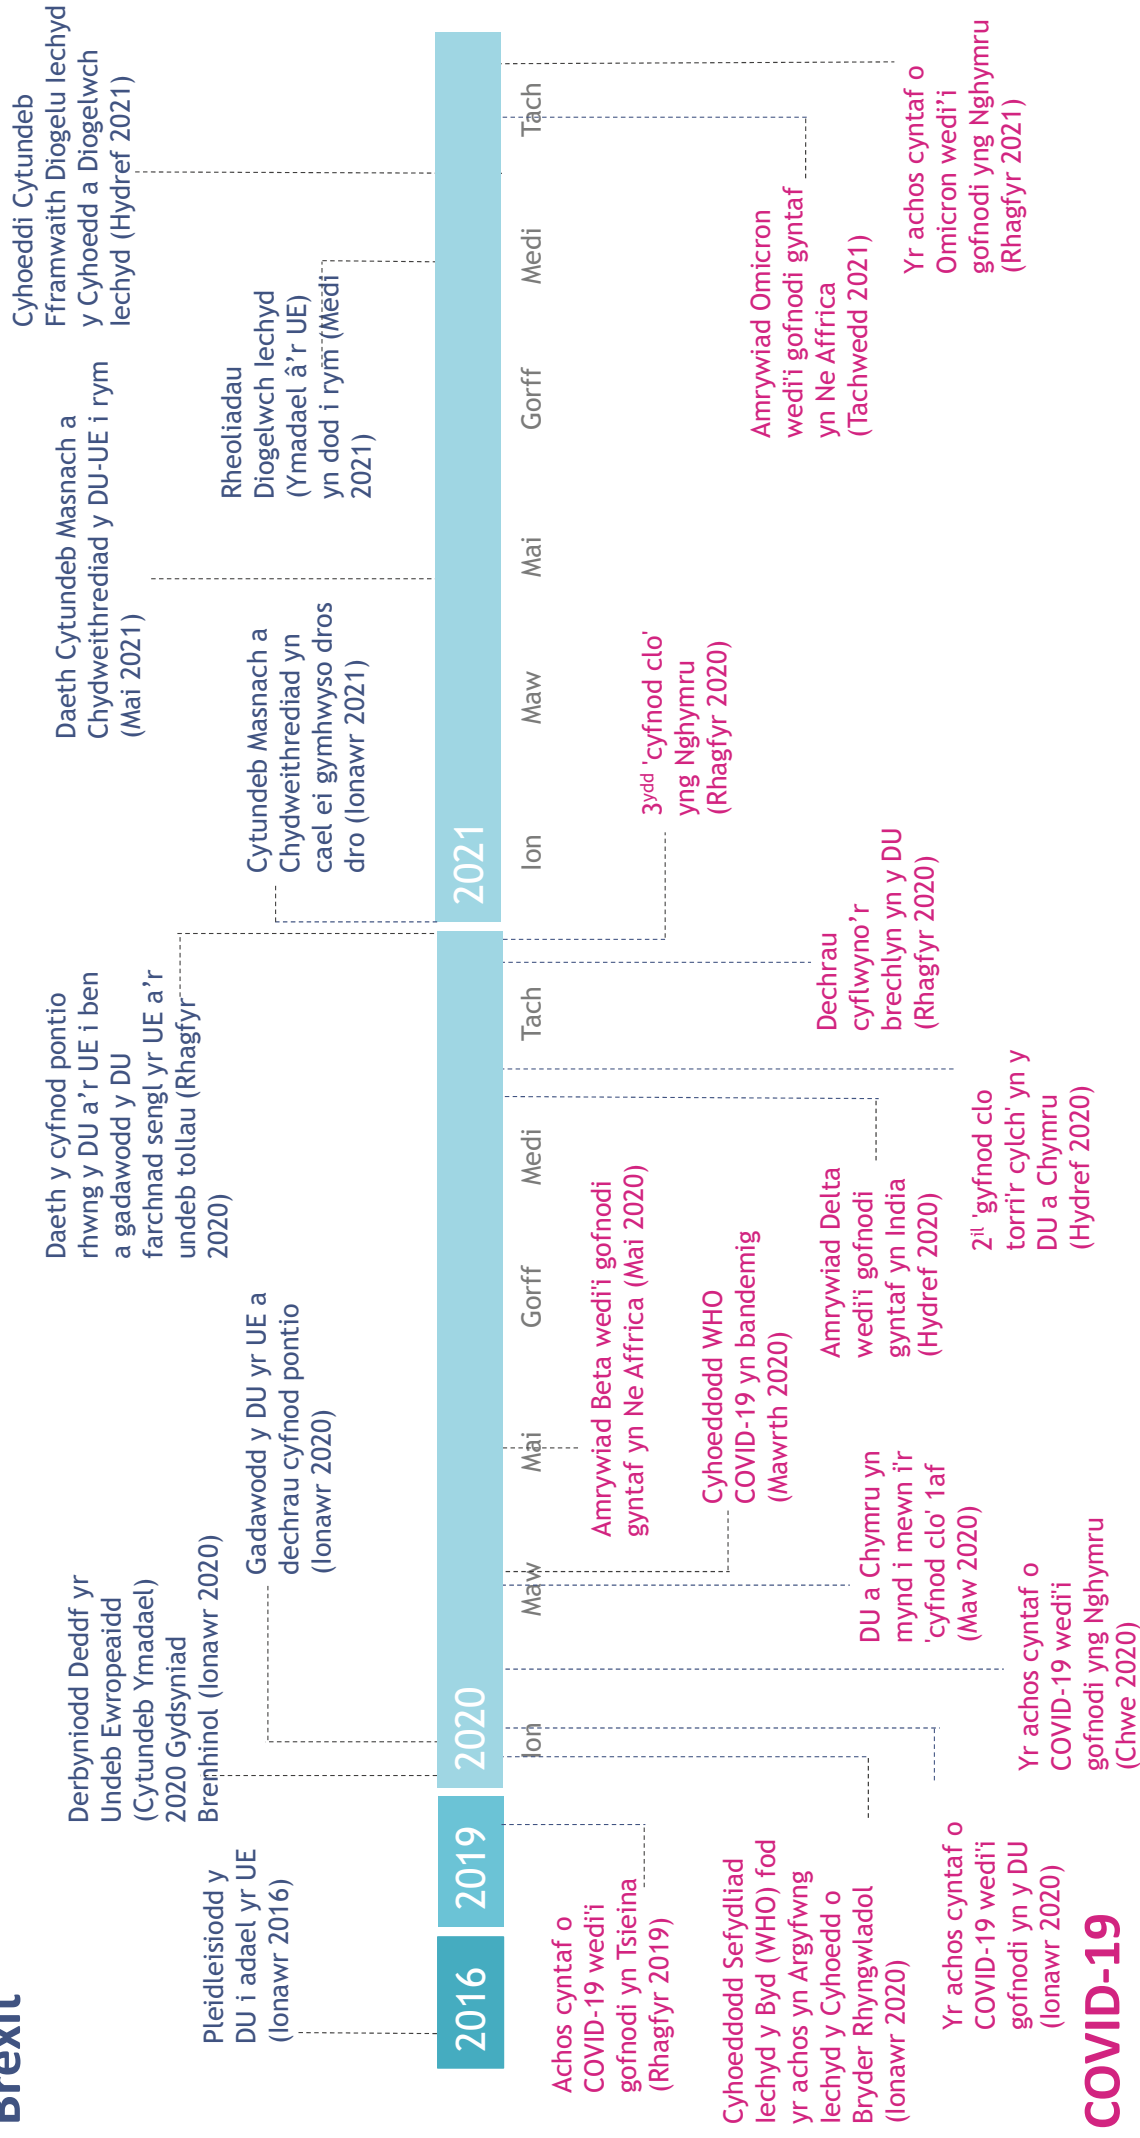 Brexit
Pleidleisiodd y
DU i adael yr UE
(Ionawr 2016)
Derbyniodd Deddf yr
Undeb Ewropeaidd
(Cytundeb Ymadael)
2020 Gydsyniad
Brenhinol (Ionawr 2020)
Gadawodd y DU yr UE a
dechrau cyfnod pontio
(Ionawr 2020)
Daeth y cyfnod pontio
rhwng y DU a'r UE i ben
a gadawodd y DU
farchnad sengl yr UE a'r
undeb tollau (Rhagfyr
2020)
Cytundeb Masnach a
Chydweithrediad yn
cael ei gymhwyso dros
dro (Ionawr 2021)
Daeth Cytundeb Masnach a
Chydweithrediad y DU-UE i rym
(Mai 2021)
Rheoliadau
Diogelwch Iechyd
(Ymadael â'r UE)
yn dod i rym (Medi
2021)
Cyhoeddi Cytundeb
Fframwaith Diogelu Iechyd
y Cyhoedd a Diogelwch
Iechyd (Hydref 2021)
2016
2019
2020
2021
Ion
Maw
Mai
Gorff
Medi
Tach
Ion
Maw
Mai
Gorff
Medi
Tach
Achos cyntaf o
COVID-19 wedi'i
gofnodi yn Tsieina
(Rhagfyr 2019)
Cyhoeddodd Sefydliad
Iechyd y Byd (WHO) fod
yr achos yn Argyfwng
Iechyd y Cyhoedd o
Bryder Rhyngwladol
(Ionawr 2020)
Yr achos cyntaf o
COVID-19 wedi'i
gofnodi yn y DU
(Ionawr 2020)
Yr achos cyntaf o
COVID-19 wedi'i
gofnodi yng Nghymru
(Chwe 2020)
DU a Chymru yn
mynd i mewn i'r
'cyfnod clo' 1af
(Maw 2020)
Cyhoeddodd WHO
COVID-19 yn bandemig
(Mawrth 2020)
Amrywiad Beta wedi'i gofnodi
gyntaf yn Ne Affrica (Mai 2020)
Amrywiad Delta
wedi'i gofnodi
gyntaf yn India
(Hydref 2020)
2il 'gyfnod clo
torri'r cylch' yn y
DU a Chymru
(Hydref 2020)
Dechrau
cyflwyno'r
brechlyn yn y DU
(Rhagfyr 2020)
3ydd 'cyfnod clo'
yng Nghymru
(Rhagfyr 2020)
Amrywiad Omicron
wedi'i gofnodi gyntaf
yn Ne Affrica
(Tachwedd 2021)
Yr achos cyntaf o
Omicron wedi'i
gofnodi yng Nghymru
(Rhagfyr 2021)
COVID-19